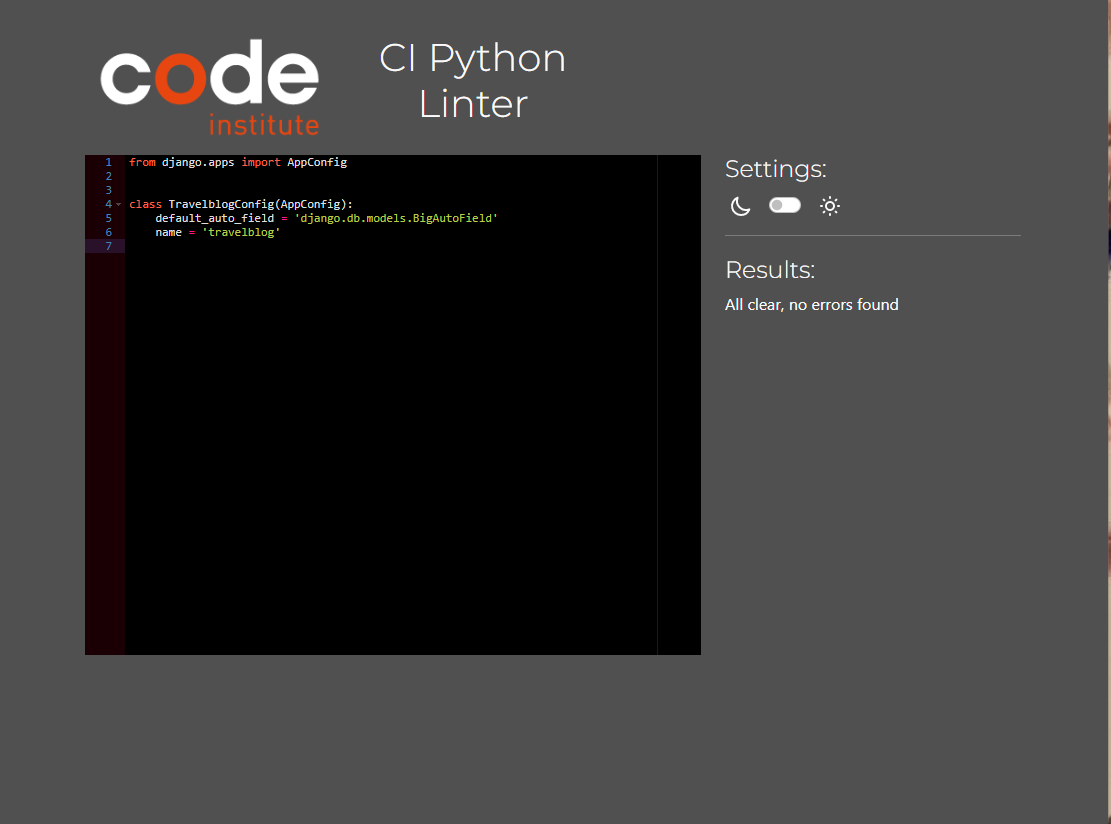 code
institute
CI Python
Linter
1 from django.apps import AppConfig
2
3
4 class TravelblogConfig(AppConfig):
5     default_auto_field = 'django.db.models.BigAutoField'
6     name = 'travelblog'
7
Settings:
Results:
All clear, no errors found